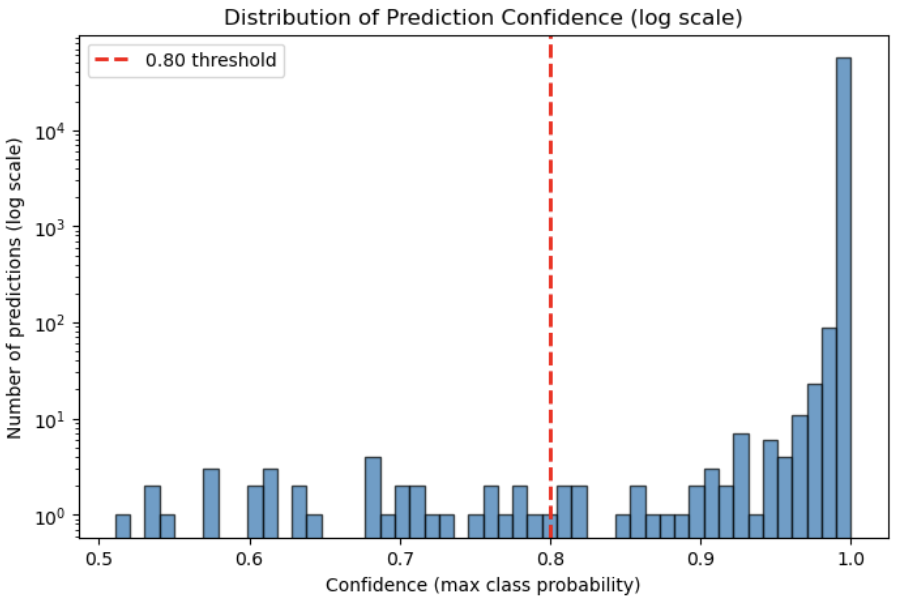 Distribution of Prediction Confidence (log scale)
0.80 threshold
Number of predictions (log scale)
10⁴
10³
10²
10¹
10⁰
0.5 0.6 0.7 0.8 0.9 1.0
Confidence (max class probability)